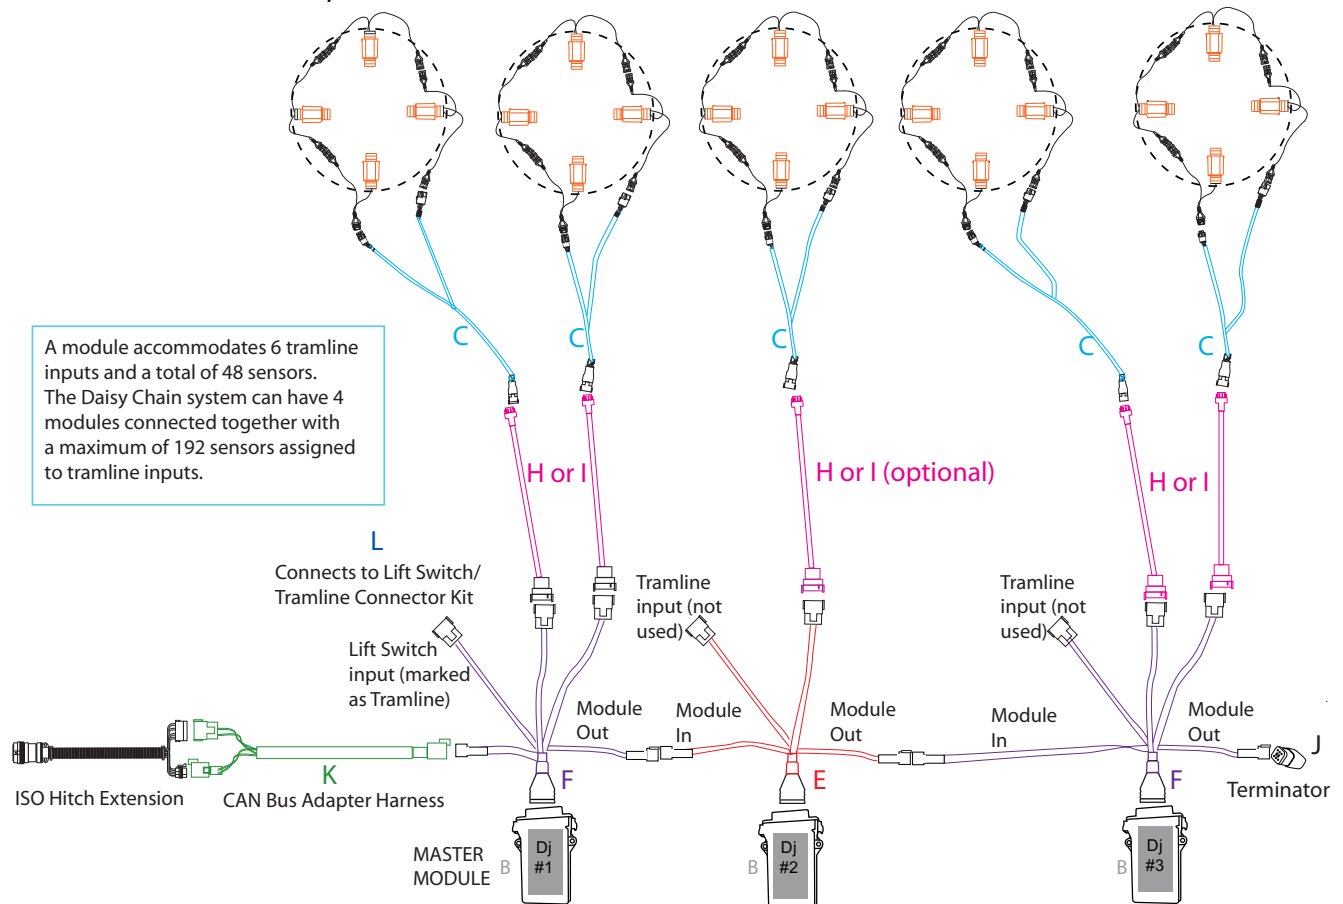 C
C
C
C
C
A module accommodates 6 tramline
inputs and a total of 48 sensors.
The Daisy Chain system can have 4
modules connected together with
a maximum of 192 sensors assigned
to tramline inputs.
H or I
H or I (optional)
H or I
L
Connects to Lift Switch/
Tramline Connector Kit
Lift Switch
input (marked
as Tramline)
Tramline
input (not
used)
Tramline
input (not
used)
Module
Out
Module
In
Module
Out
Module
In
Module
Out
J
Terminator
K
F
E
F
ISO Hitch Extension
CAN Bus Adapter Harness
MASTER
MODULE
B
Dj
#1
B
Dj
#2
B
Dj
#3